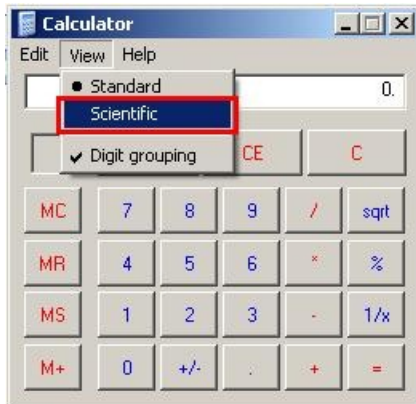 Calculator
Edit View Help
Standard
0.
Scientific
Digit grouping
CE C
MC 7 8 9 / sqrt
MR 4 5 6 * %
MS 1 2 3 - 1/x
M+ 0 +/- . + =